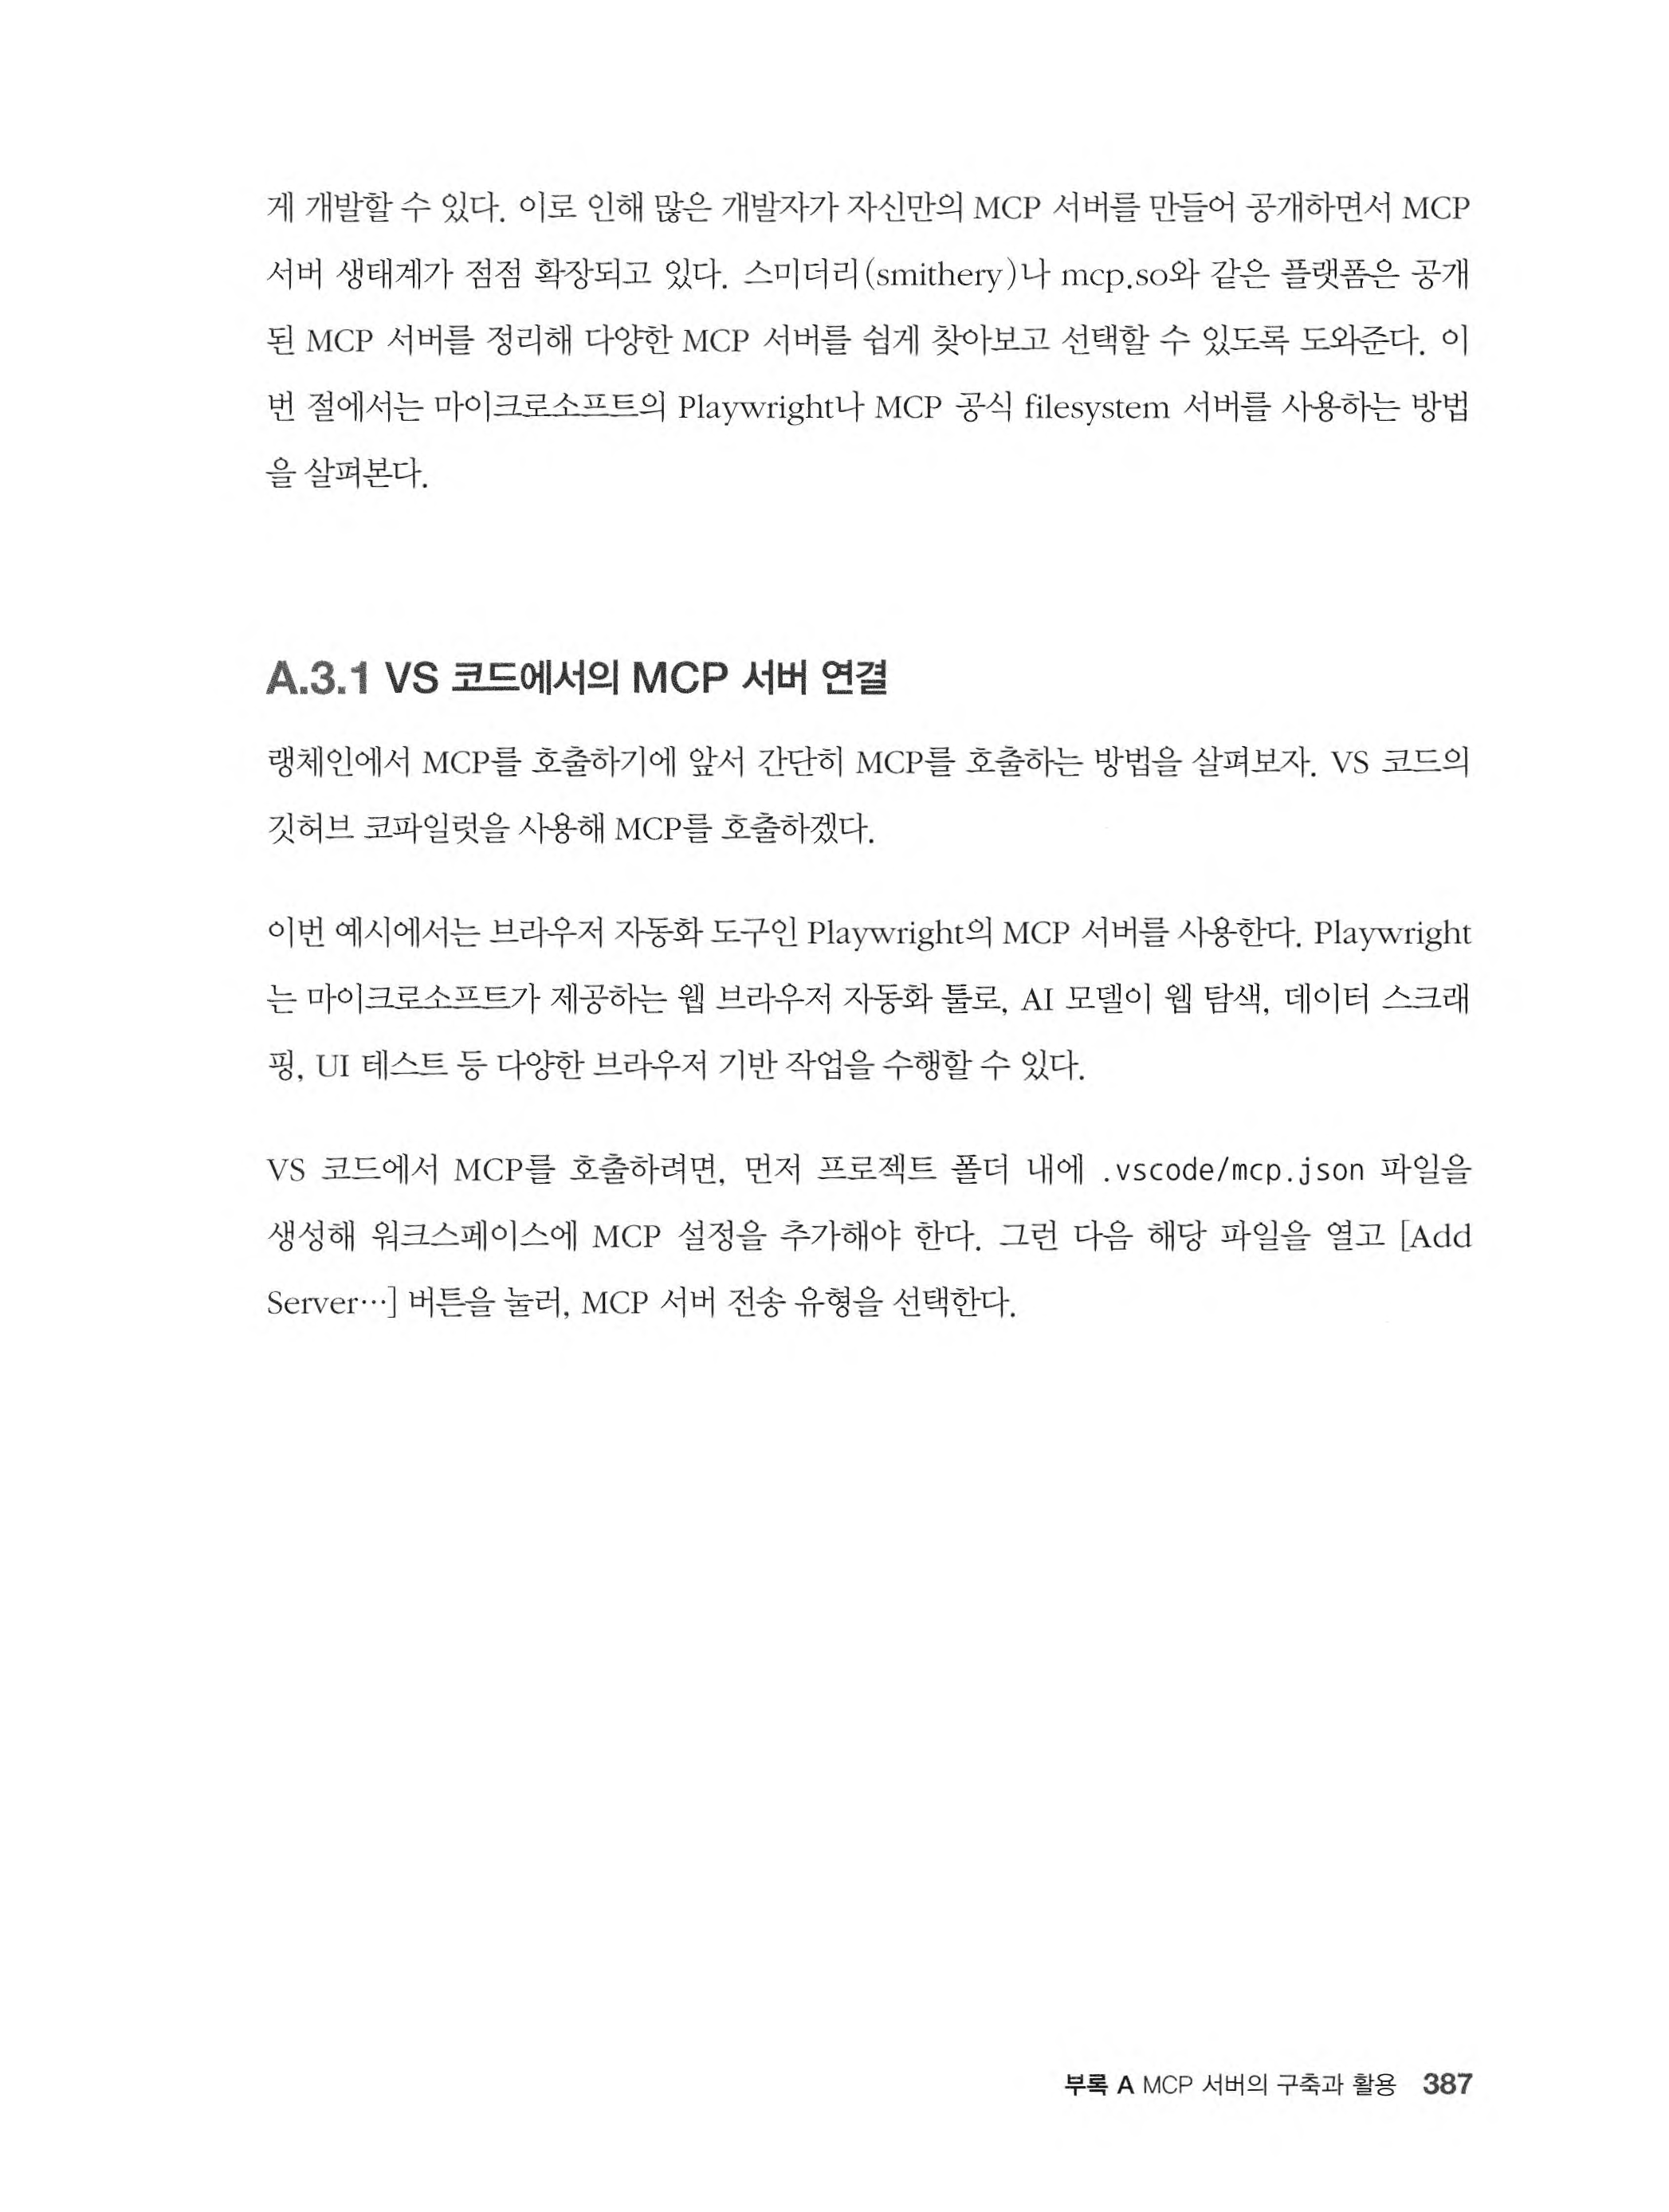 게 개발할 수 있다. 이로 인해 많은 개발자가 자신만의 MCP 서버를 만들어 공개하면서 MCP
서버 생태계가 점점 확장되고 있다. 스미더리(smithery)나 mcp.so와 같은 플랫폼은 공개
된 MCP 서버를 정리해 다양한 MCP 서버를 쉽게 찾아보고 선택할 수 있도록 도와준다. 이
번 절에서는 마이크로소프트의 Playwright나 MCP 공식 filesystem 서버를 사용하는 방법
을 살펴본다.
A.3.1 VS 코드에서의 MCP 서버 연결
랭체인에서 MCP를 호출하기에 앞서 간단히 MCP를 호출하는 방법을 살펴보자. VS 코드의
깃허브 코파일럿을 사용해 MCP를 호출하겠다.
이번 예시에서는 브라우저 자동화 도구인 Playwright의 MCP 서버를 사용한다. Playwright
는 마이크로소프트가 제공하는 웹 브라우저 자동화 툴로, AI 모델이 웹 탐색, 데이터 스크래
핑, UI 테스트 등 다양한 브라우저 기반 작업을 수행할 수 있다.
VS 코드에서 MCP를 호출하려면, 먼저 프로젝트 폴더 내에 .vscode/mcp.json 파일을
생성해 워크스페이스에 MCP 설정을 추가해야 한다. 그런 다음 해당 파일을 열고 [Add
Server…] 버튼을 눌러, MCP 서버 전송 유형을 선택한다.
부록 A MCP 서버의 구축과 활용 387